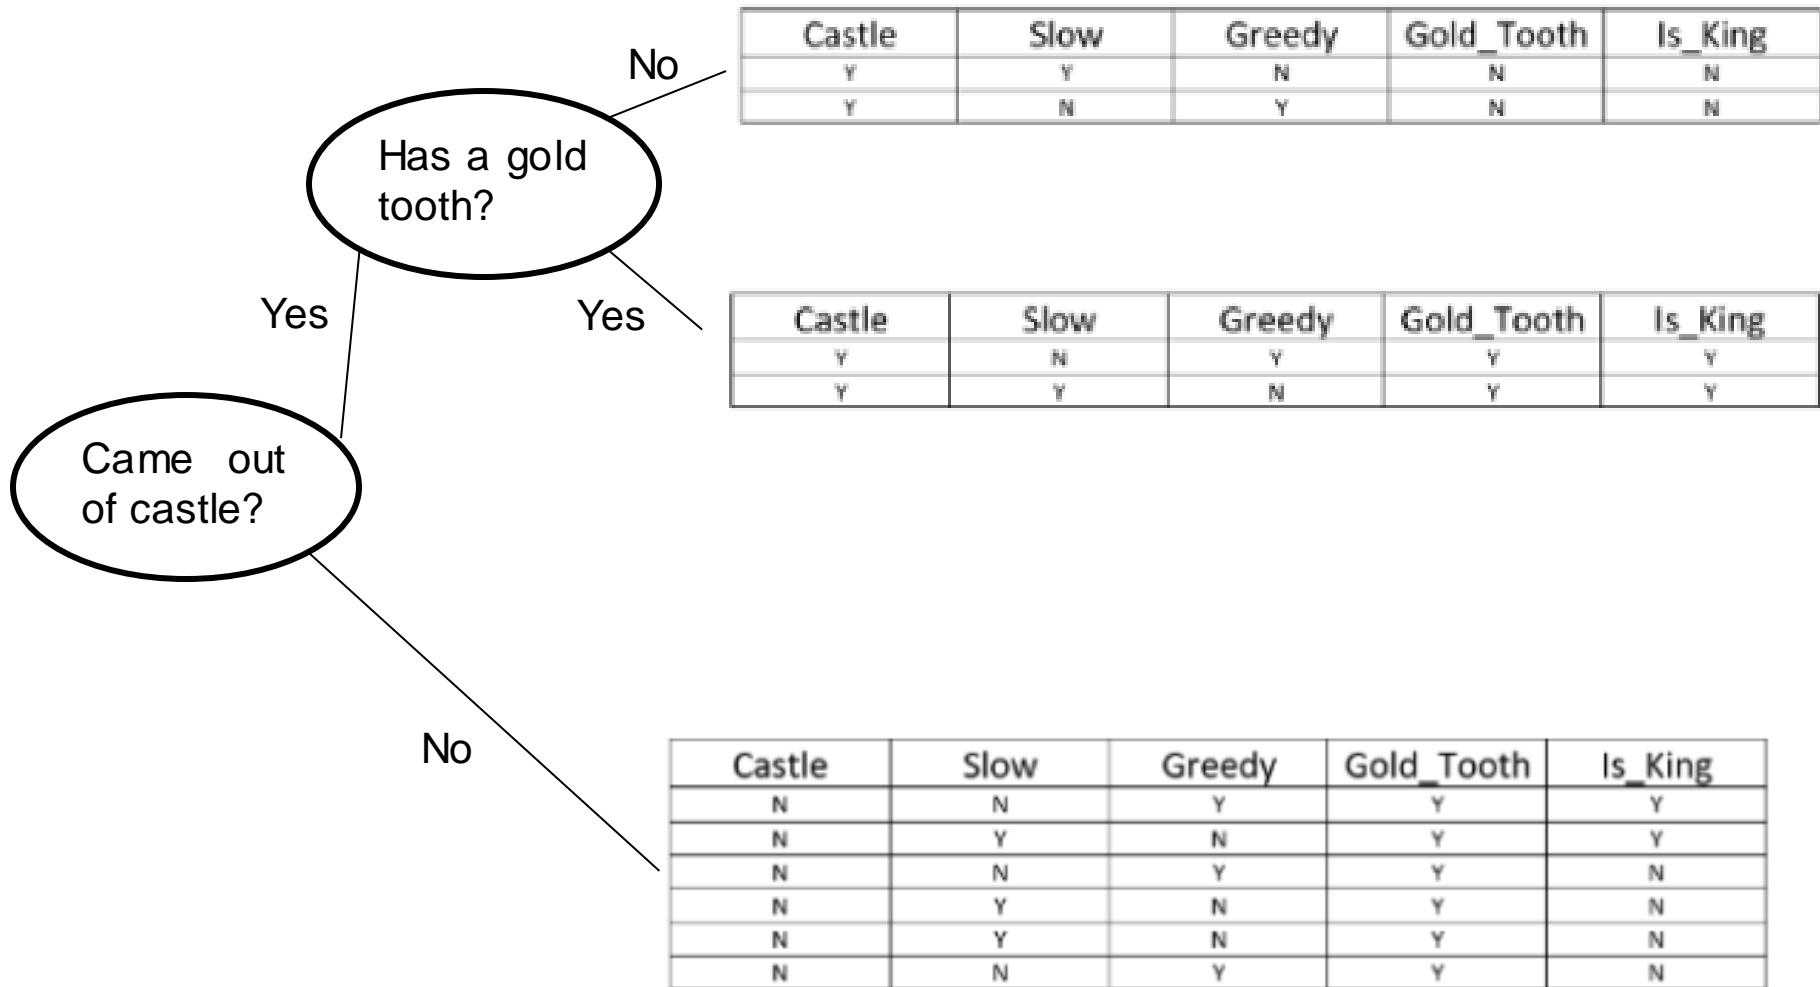 No
Castle Slow Greedy Gold_Tooth Is_King
Y Y N N N
Y N Y N N
Has a gold
tooth?
Yes
Yes
Castle Slow Greedy Gold_Tooth Is_King
Y N Y Y Y
Y Y N Y Y
Came out
of castle?
No
Castle Slow Greedy Gold_Tooth Is_King
N N Y Y Y
N Y N Y Y
N N Y Y N
N Y N Y N
N Y N Y N
N N Y Y N